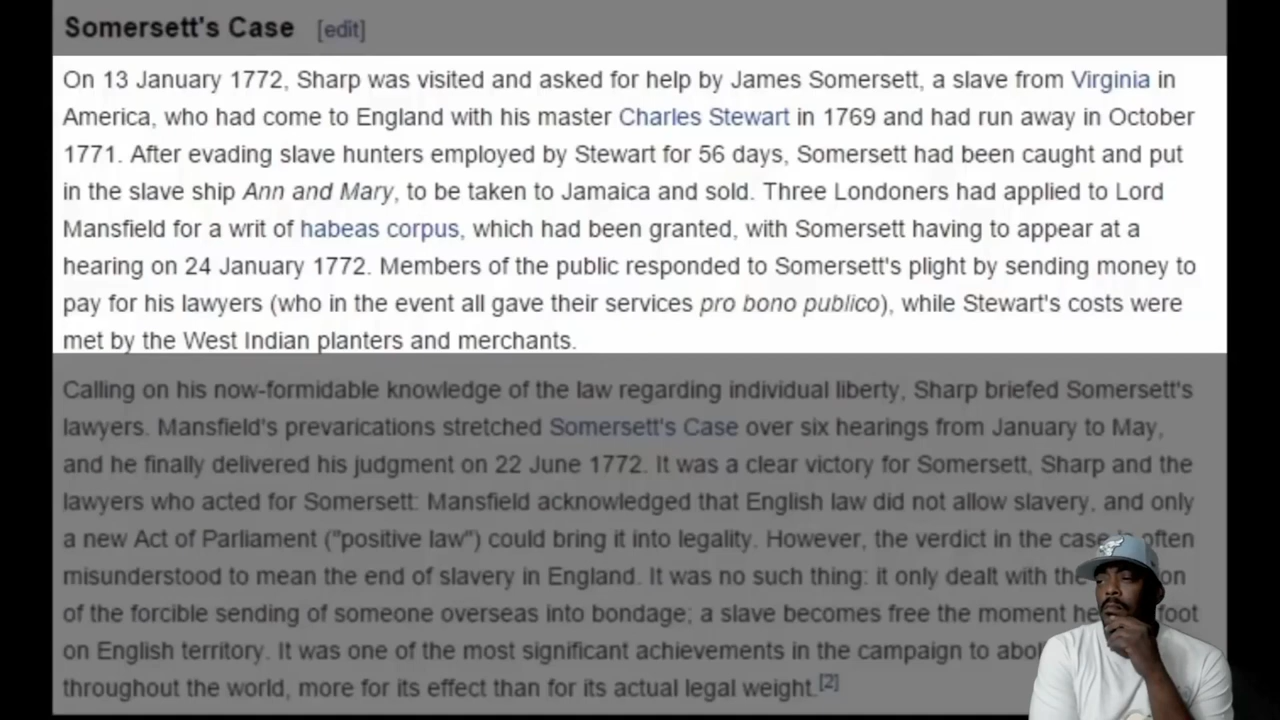 Somersett's Case [edit]
On 13 January 1772, Sharp was visited and asked for help by James Somersett, a slave from Virginia in
America, who had come to England with his master Charles Stewart in 1769 and had run away in October
1771. After evading slave hunters employed by Stewart for 56 days, Somersett had been caught and put
in the slave ship Ann and Mary, to be taken to Jamaica and sold. Three Londoners had applied to Lord
Mansfield for a writ of habeas corpus, which had been granted, with Somersett having to appear at a
hearing on 24 January 1772. Members of the public responded to Somersett's plight by sending money to
pay for his lawyers (who in the event all gave their services pro bono publico), while Stewart's costs were
met by the West Indian planters and merchants.
Calling on his now-formidable knowledge of the law regarding individual liberty, Sharp briefed Somersett's
lawyers. Mansfield's prevarications stretched Somersett's Case over six hearings from January to May,
and he finally delivered his judgment on 22 June 1772. It was a clear victory for Somersett, Sharp and the
lawyers who acted for Somersett: Mansfield acknowledged that English law did not allow slavery, and only
a new Act of Parliament ("positive law") could bring it into legality. However, the verdict in the case often
misunderstood to mean the end of slavery in England. It was no such thing: it only dealt with the
of the forcible sending of someone overseas into bondage; a slave becomes free the moment he foot
on English territory. It was one of the most significant achievements in the campaign to
throughout the world, more for its effect than for its actual legal weight.[2]